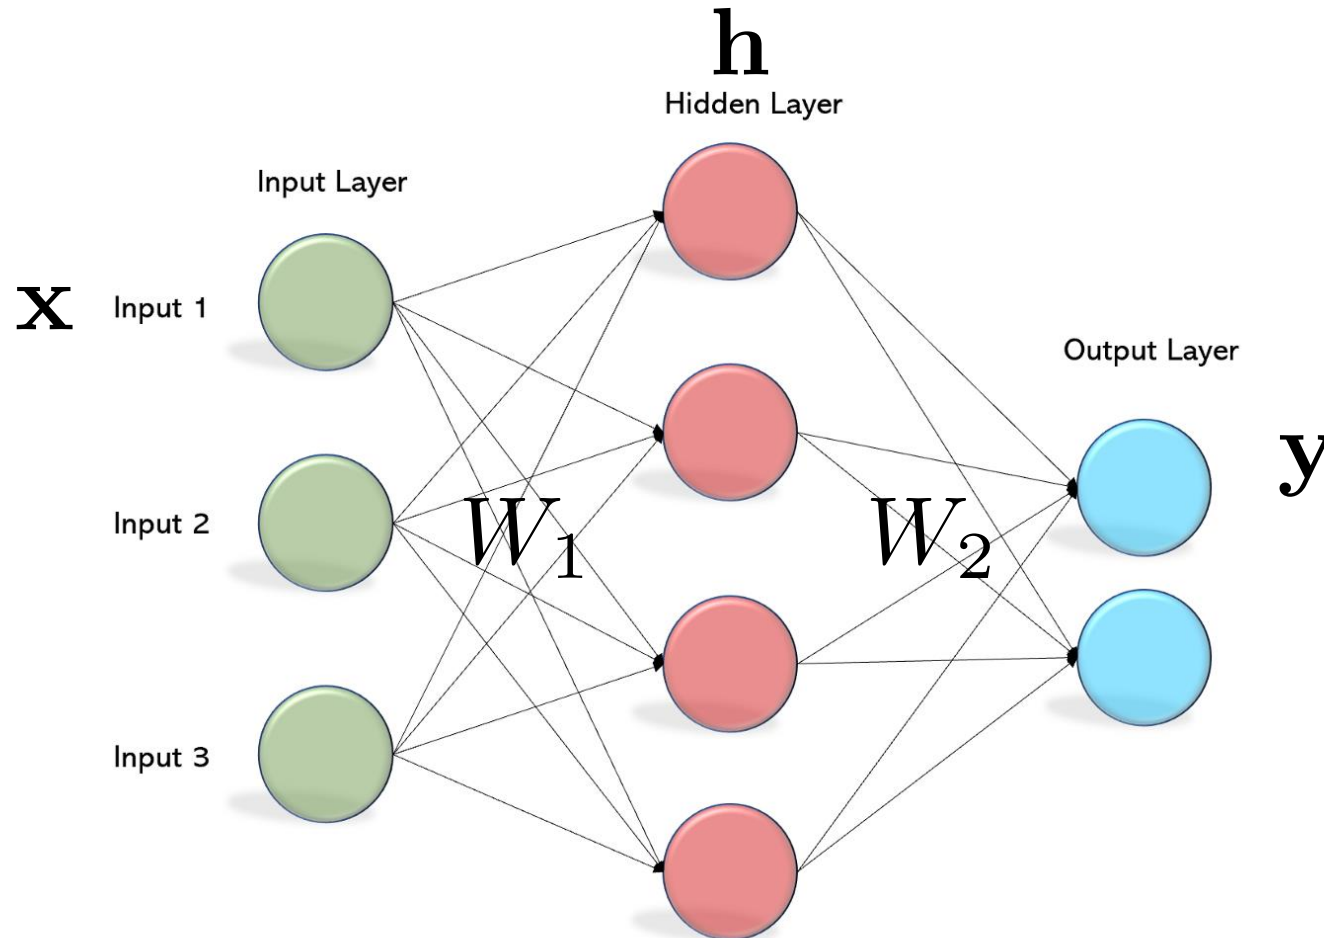 h
Hidden Layer
Input Layer
x
Input 1
Output Layer
y
Input 2
W1
W2
Input 3